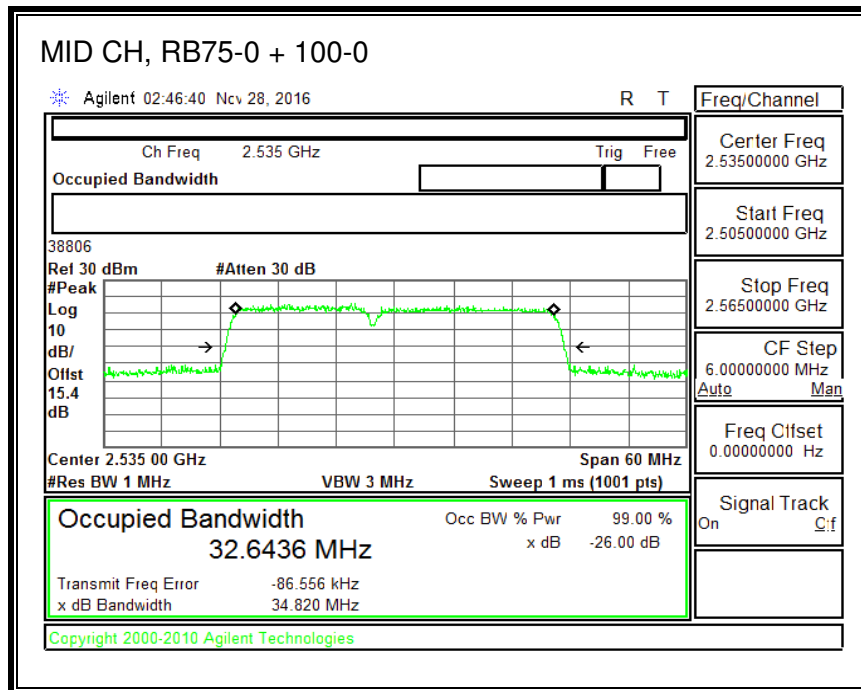 MID CH, RB75-0 + 100-0
Agilent 02:46:40 Nov 28, 2016 R T
Ch Freq 2.535 GHz Trig Free
Occupied Bandwidth
38806
Ref 30 dBm #Atten 30 dB
#Peak
Log
10
dB/
Offst
15.4
dB
Center 2.535 00 GHz Span 60 MHz
#Res BW 1 MHz VBW 3 MHz Sweep 1 ms (1001 pts)
Occupied Bandwidth Occ BW % Pwr 99.00 %
32.6436 MHz x dB -26.00 dB
Transmit Freq Error -86.556 kHz
x dB Bandwidth 34.820 MHz
Copyright 2000-2010 Agilent Technologies
Freq/Channel
Center Freq
2.53500000 GHz
Start Freq
2.50500000 GHz
Stop Freq
2.56500000 GHz
CF Step
6.00000000 MHz
Auto Man
Freq Offset
0.00000000 Hz
Signal Track
On Off